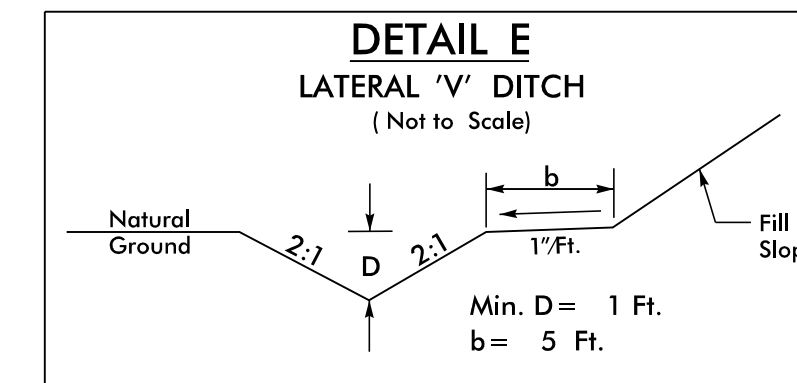 DETAIL E
LATERAL 'V' DITCH
( Not to Scale)
Natural
Ground
2:1
D
2:1
b
1"/Ft.
Fill
Min. D = 1 Ft.
b = 5 Ft.